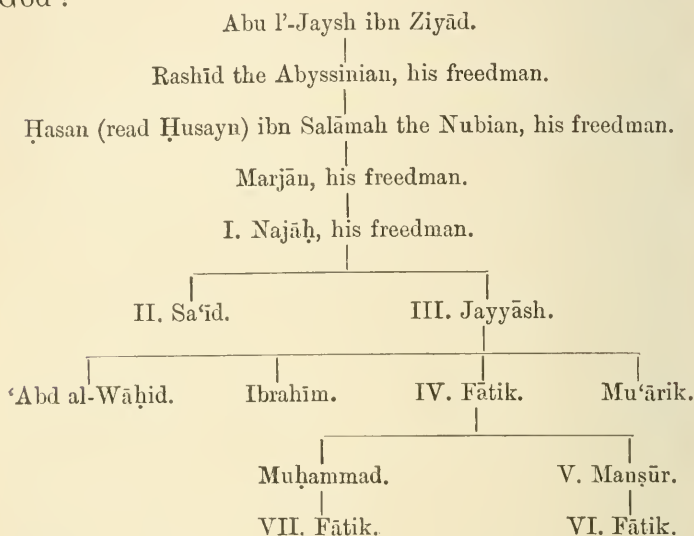 God".
Abu l'-Jaysh ibn Ziyād.
Rashīd the Abyssinian, his freedman.
Ḥasan (read Ḥusayn) ibn Salāmah the Nubian, his freedman.
Marjān, his freedman.
I. Najāḥ, his freedman.
II. Sa‘īd. III. Jayyāsh.
‘Abd al-Wāḥid. Ibrahīm. IV. Fātik. Mu‘ārik.
Muḥammad. V. Manṣūr.
VII. Fātik. VI. Fātik.